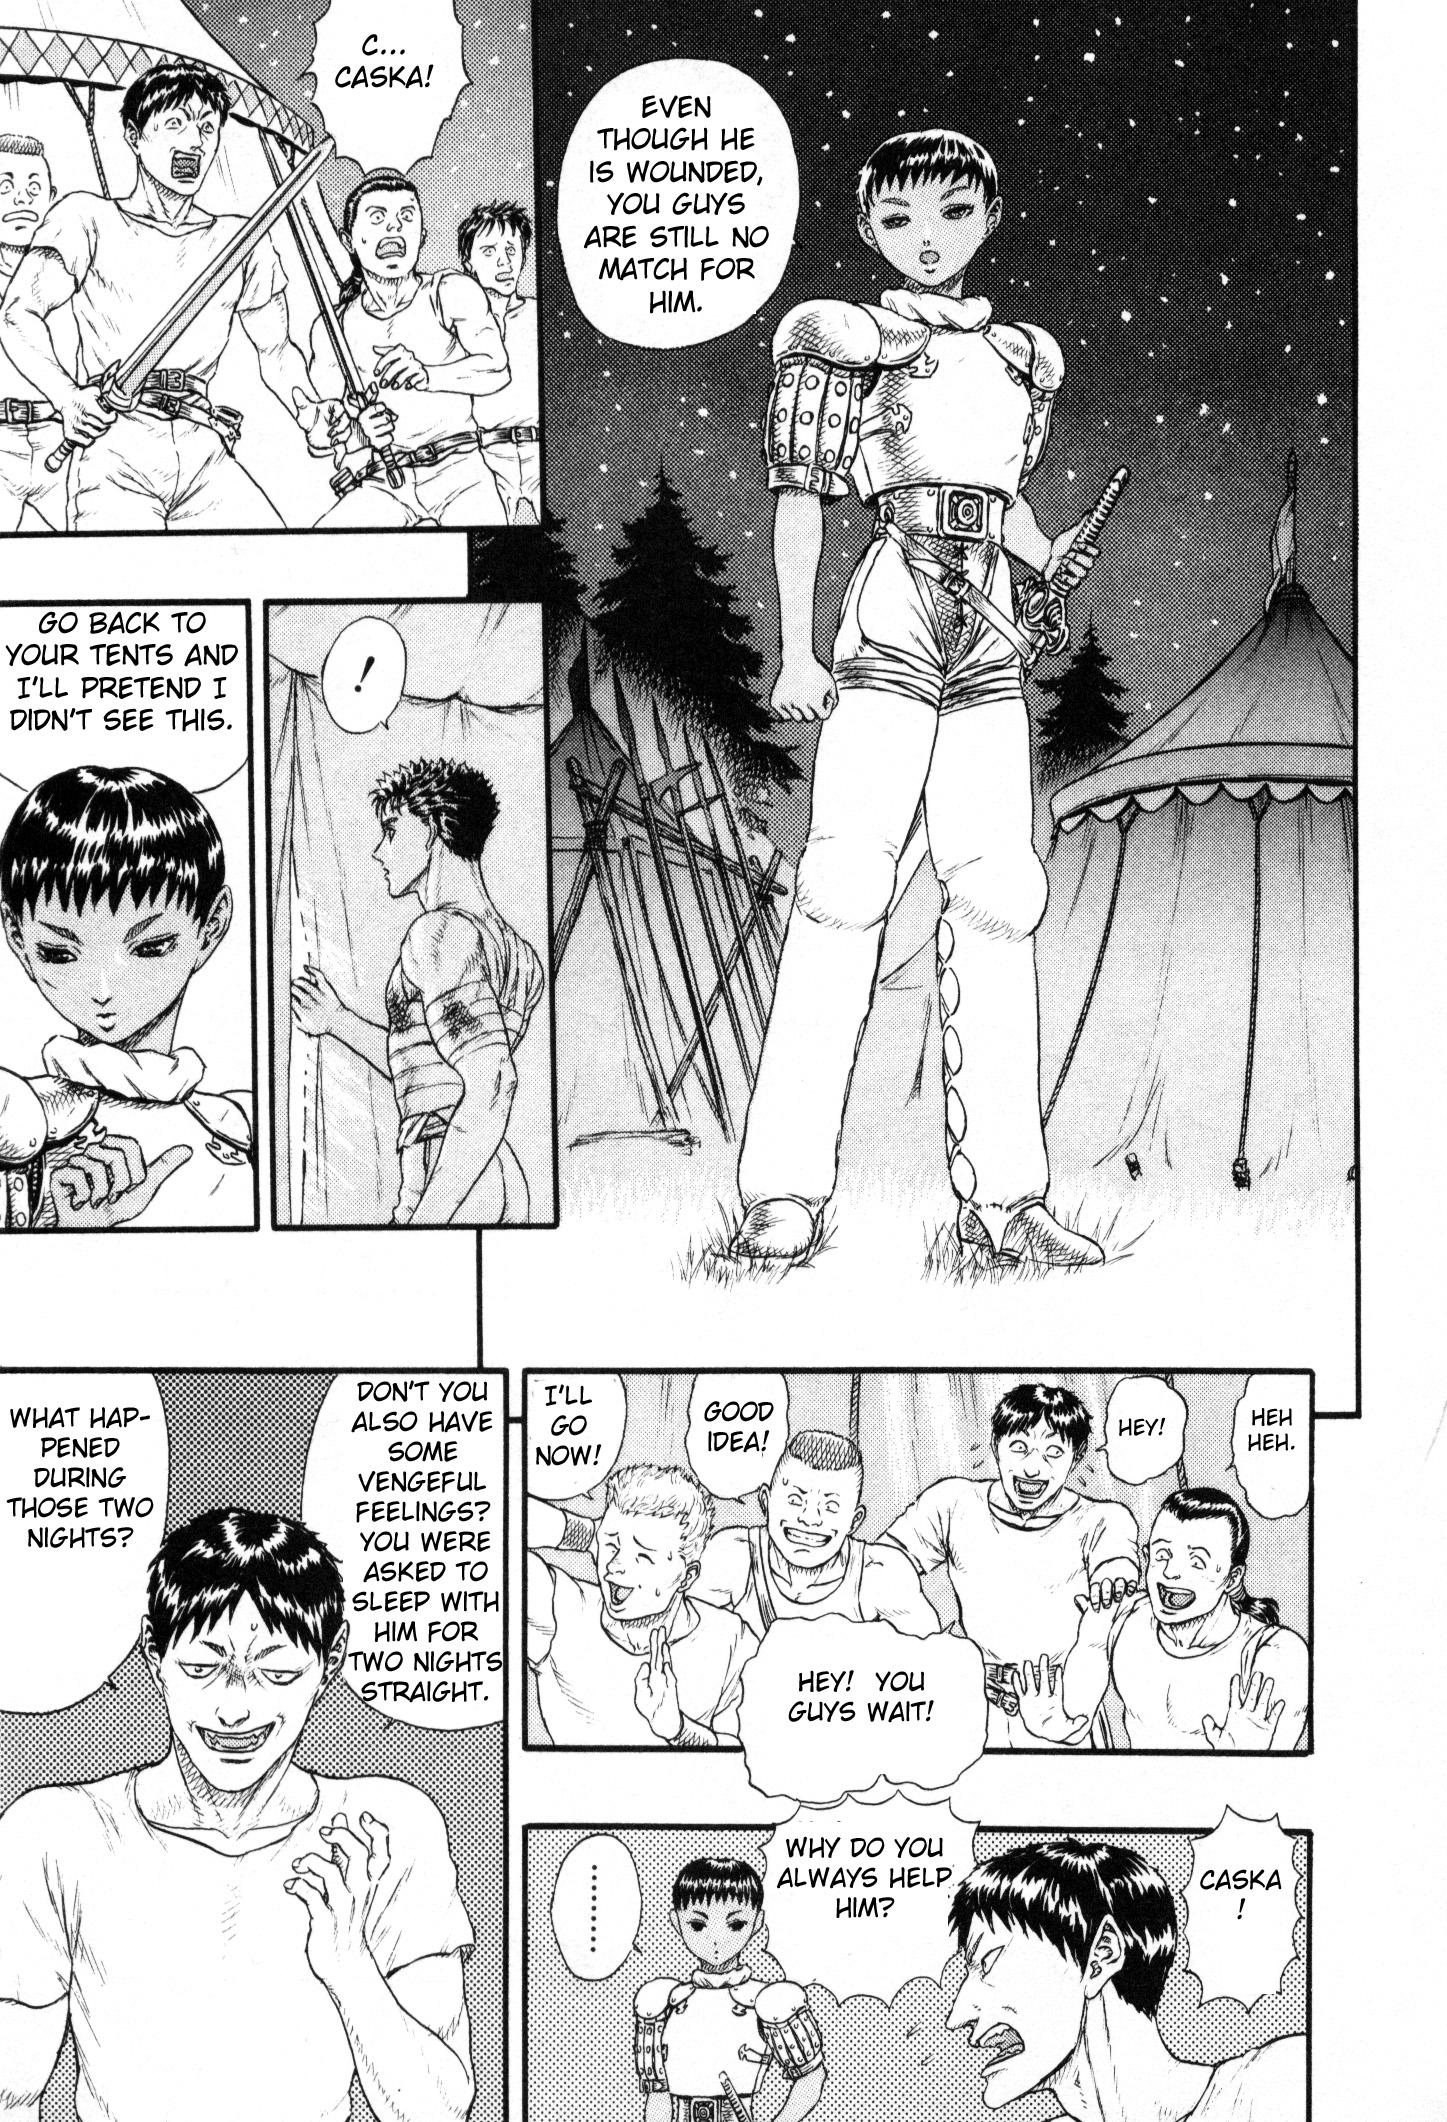 EVEN
THOUGH HE
IS WOUNDED,
YOU GUYS
ARE STILL NO
MATCH FOR
HIM.
C...
CASKA!
!
GO BACK TO
YOUR TENTS AND
I'LL PRETEND I
DIDN'T SEE THIS.
HEH
HEH.
HEY!
GOOD
IDEA!
I'LL
GO
NOW!
HEY! YOU
GUYS WAIT!
CASKA
!
WHY DO YOU
ALWAYS HELP
HIM?
........
DON'T YOU
ALSO HAVE
SOME
VENGEFUL
FEELINGS?
YOU WERE
ASKED TO
SLEEP WITH
HIM FOR
TWO NIGHTS
STRAIGHT.
WHAT HAP-
PENED
DURING
THOSE TWO
NIGHTS?